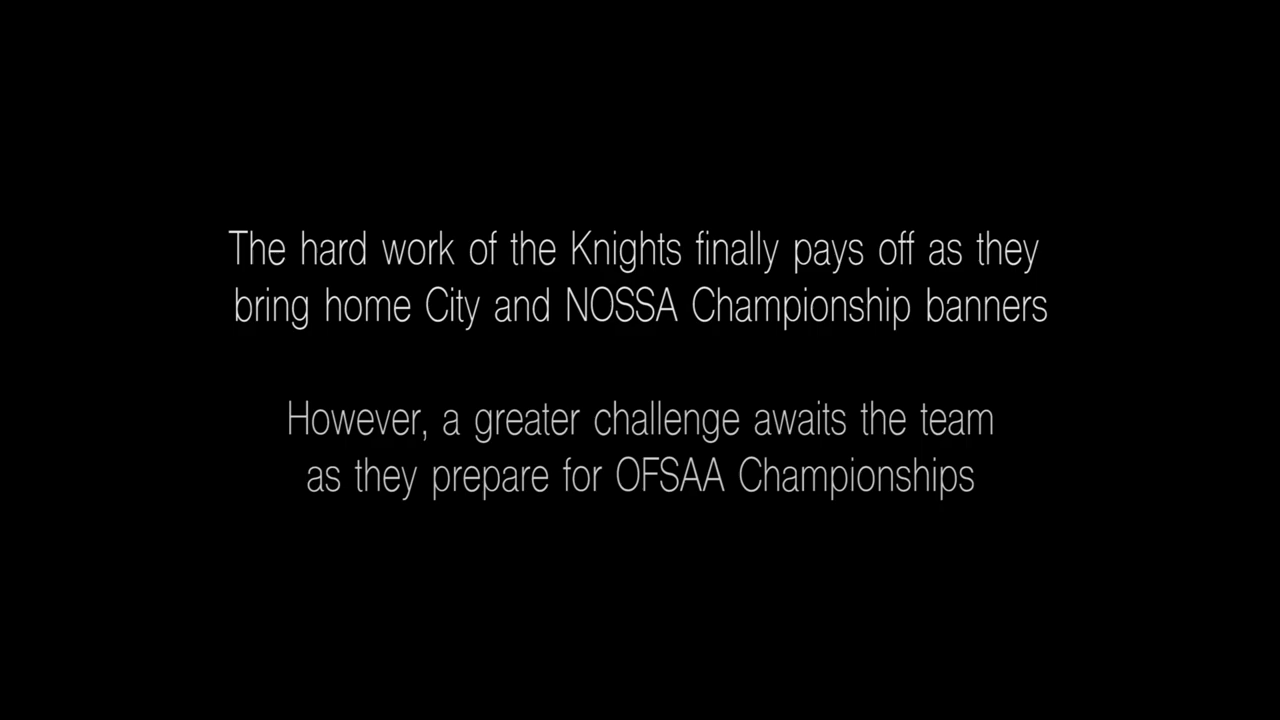 The hard work of the Knights finally pays off as they
bring home City and NOSSA Championship banners
However, a greater challenge awaits the team
as they prepare for OFSAA Championships